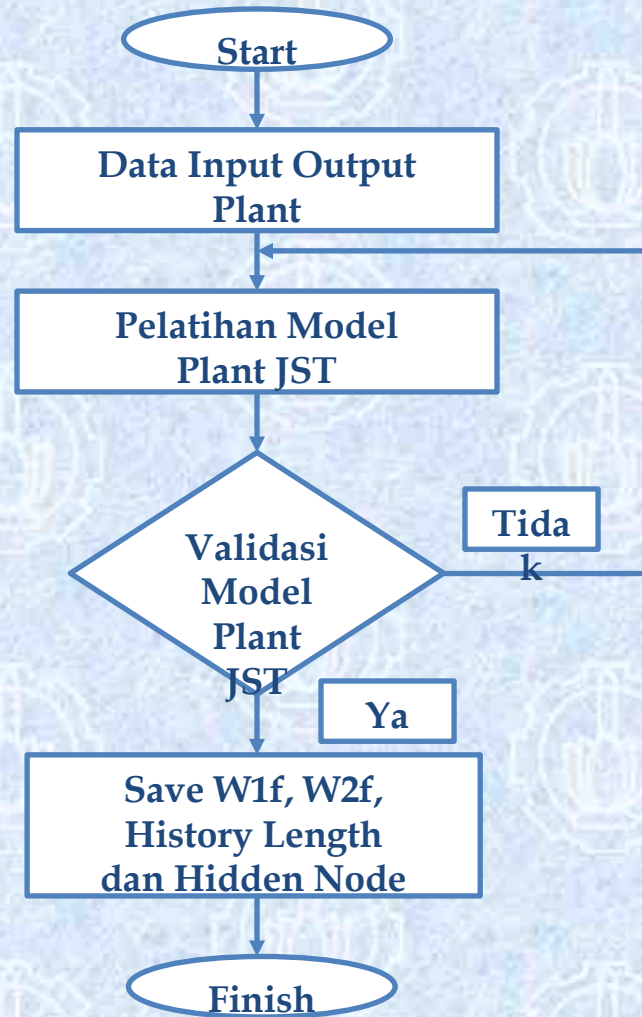 Start
Data Input Output
Plant
Pelatihan Model
Plant JST
Validasi
Model
Plant
JST
Tida
k
Ya
Save W1f, W2f,
History Length
dan Hidden Node
Finish